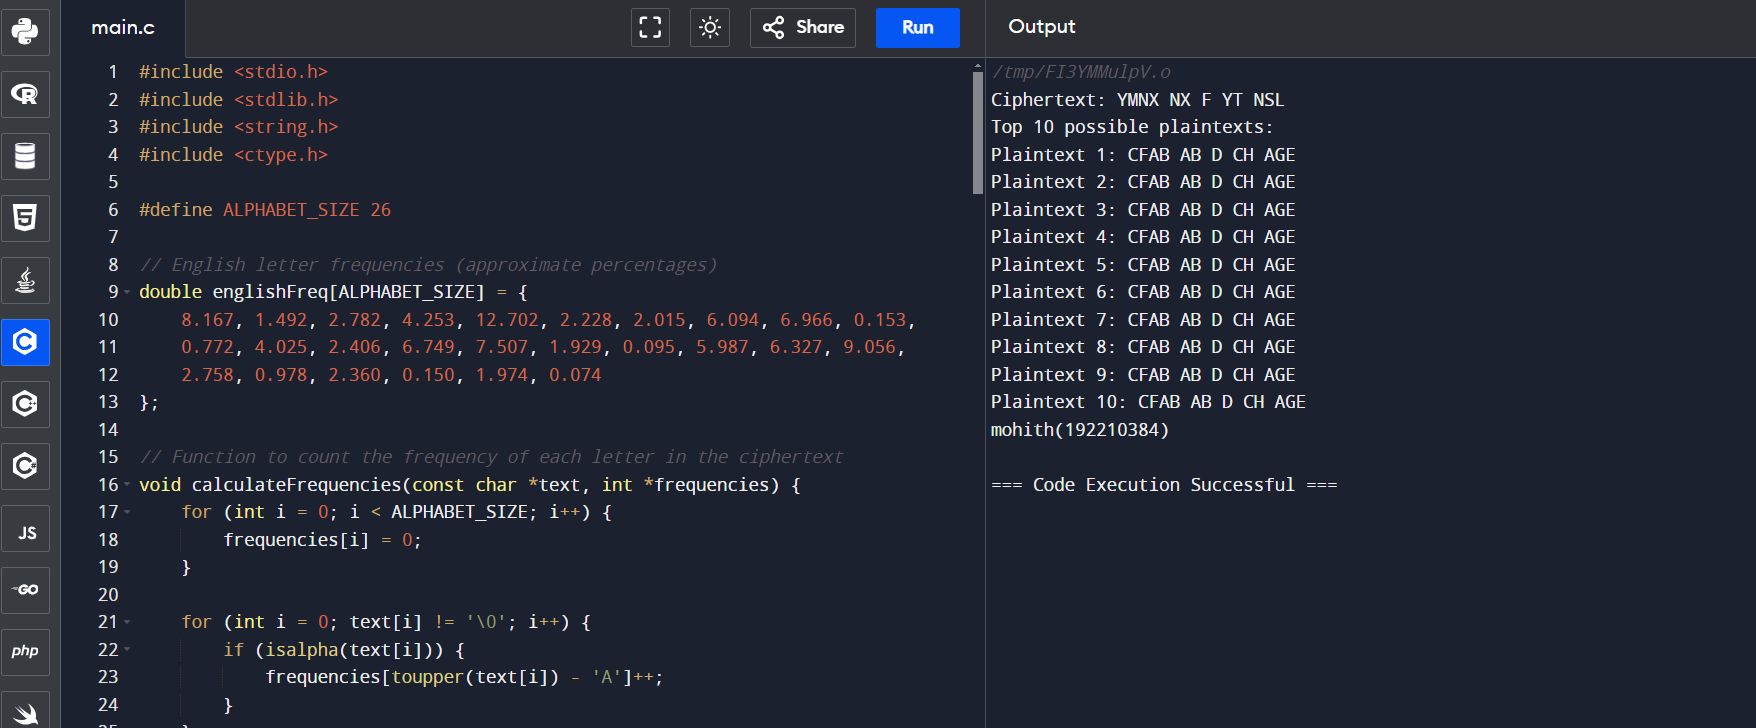 main.c
Share
Run
Output
1 #include <stdio.h>
2 #include <stdlib.h>
3 #include <string.h>
4 #include <ctype.h>
5
6 #define ALPHABET_SIZE 26
7
8 // English letter frequencies (approximate percentages)
9 double englishFreq[ALPHABET_SIZE] = {
10 8.167, 1.492, 2.782, 4.253, 12.702, 2.228, 2.015, 6.094, 6.966, 0.153,
11 0.772, 4.025, 2.406, 6.749, 7.507, 1.929, 0.095, 5.987, 6.327, 9.056,
12 2.758, 0.978, 2.360, 0.150, 1.974, 0.074
13 };
14
15 // Function to count the frequency of each letter in the ciphertext
16 void calculateFrequencies(const char *text, int *frequencies) {
17 for (int i = 0; i < ALPHABET_SIZE; i++) {
18 frequencies[i] = 0;
19 }
20
21 for (int i = 0; text[i] != '\0'; i++) {
22 if (isalpha(text[i])) {
23 frequencies[toupper(text[i]) - 'A']++;
24 }
/tmp/FI3YMMulpV.o
Ciphertext: YMNX NX F YT NSL
Top 10 possible plaintexts:
Plaintext 1: CFAB AB D CH AGE
Plaintext 2: CFAB AB D CH AGE
Plaintext 3: CFAB AB D CH AGE
Plaintext 4: CFAB AB D CH AGE
Plaintext 5: CFAB AB D CH AGE
Plaintext 6: CFAB AB D CH AGE
Plaintext 7: CFAB AB D CH AGE
Plaintext 8: CFAB AB D CH AGE
Plaintext 9: CFAB AB D CH AGE
Plaintext 10: CFAB AB D CH AGE
mohith(192210384)
=== Code Execution Successful ===
R
5
C
C++
C#
JS
GO
php